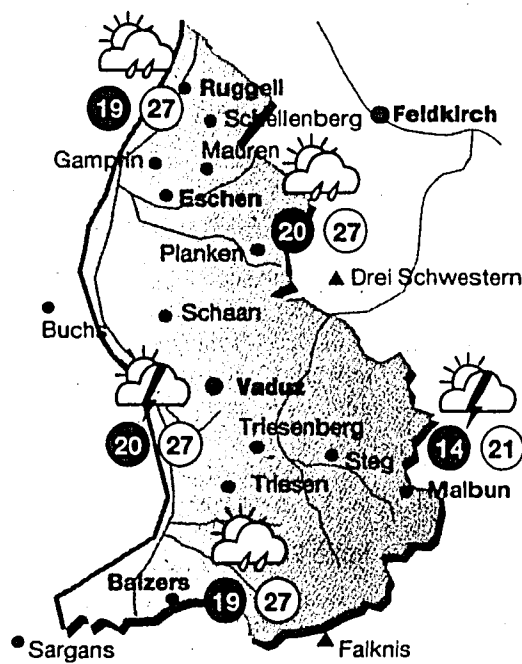 Ruggell
19 27
Schellenberg
Feldkirch
Gamprin
Mauren
Eschen
20 27
Planken
Drei Schwestern
Buchs
Schaan
Vaduz
20 27
Triesenberg
Steg
14 21
Triesen
Malbun
Balzers
19 27
Sargans
Falknis